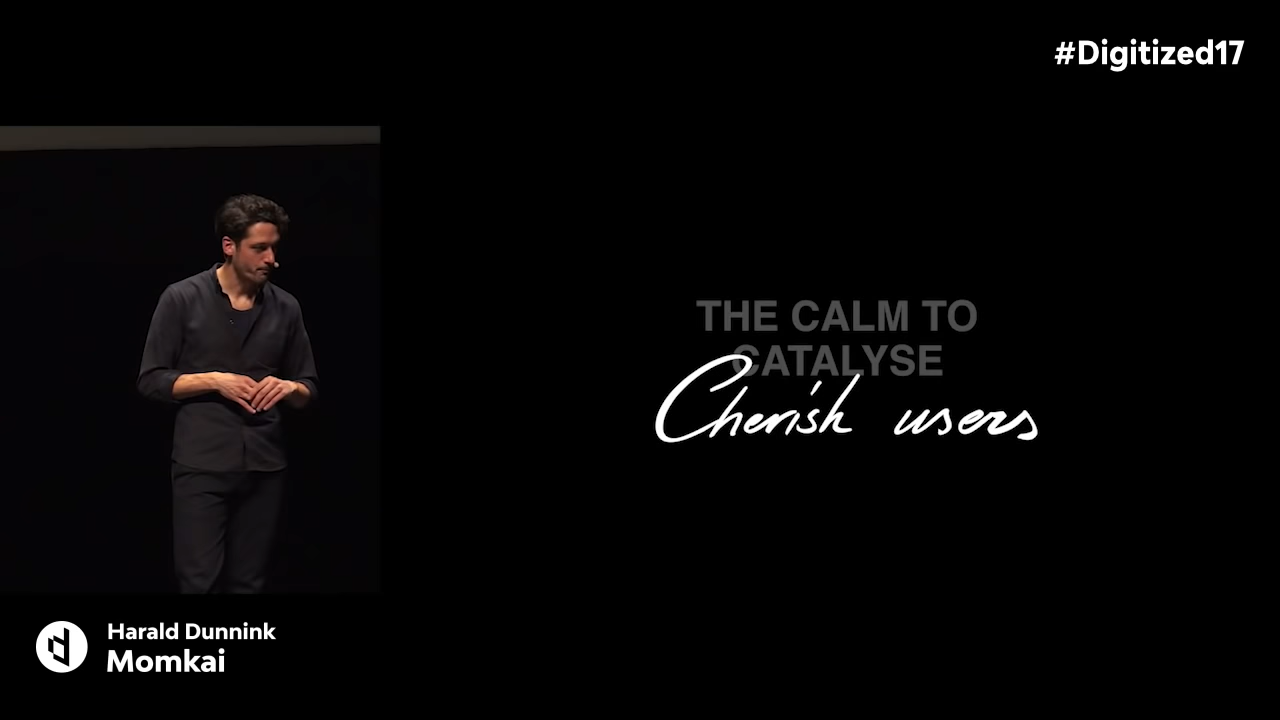 #Digitized17
THE CALM TO
CATALYSE
Cherish users
Harald Dunnink
Momkai